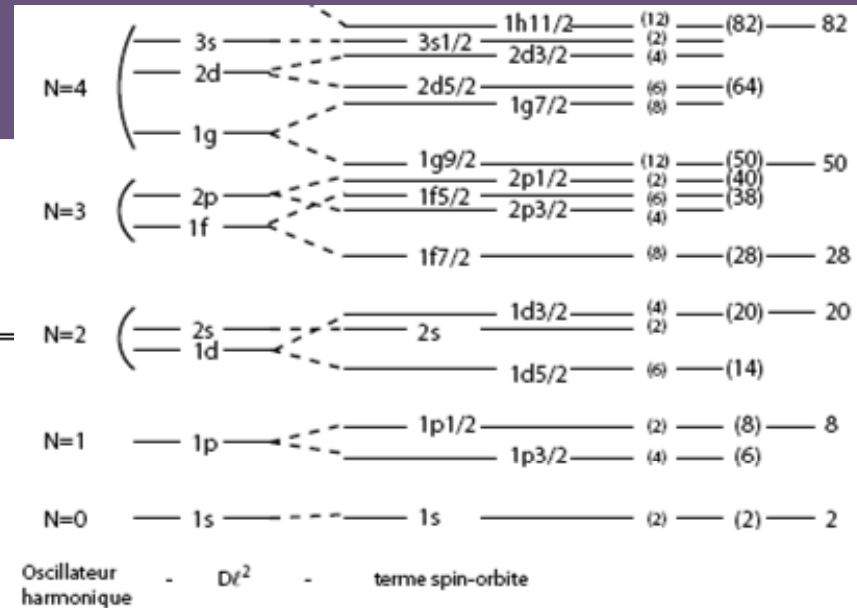 1h11/2 (12) (82) 82
3s 3s1/2 (2)
2d 2d3/2 (4)
N=4 2d5/2 (6) (64)
1g7/2 (8)
1g
1g9/2 (12) (50) 50
2p 2p1/2 (2) (40)
N=3 1f5/2 (6) (38)
1f 2p3/2 (4)
1f7/2 (8) (28) 28
1d3/2 (4) (20) 20
N=2 2s 2s (2)
1d
1d5/2 (6) (14)
1p1/2 (2) (8) 8
N=1 1p
1p3/2 (4) (6)
N=0 1s 1s (2) (2) 2
Oscillateur - Dℓ² - terme spin-orbite
harmonique